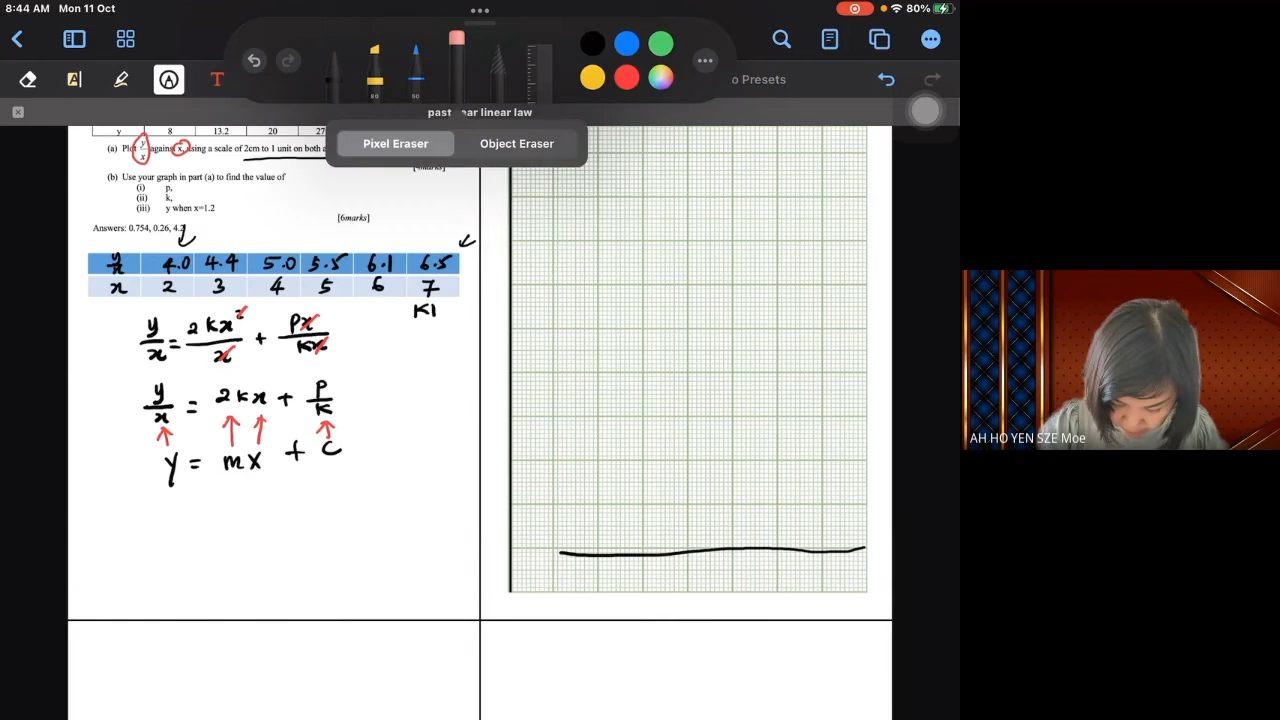 8:44 AM Mon 11 Oct
80%
80
50
T
o Presets
past ear linear law
Pixel Eraser
Object Eraser
y 8 13.2 20 27
(a) Plot y/x against x, using a scale of 2cm to 1 unit on both a
[4marks]
(b) Use your graph in part (a) to find the value of
(i) p,
(ii) k,
(iii) y when x=1.2
[6marks]
Answers: 0.754, 0.26, 4.2
y/x 4.0 4.4 5.0 5.5 6.1 6.5
x 2 3 4 5 6 7
K1
y/x = 2kx²/x + px/kx
y/x = 2kx + p/k
Y = mX + C
AH HO YEN SZE Moe